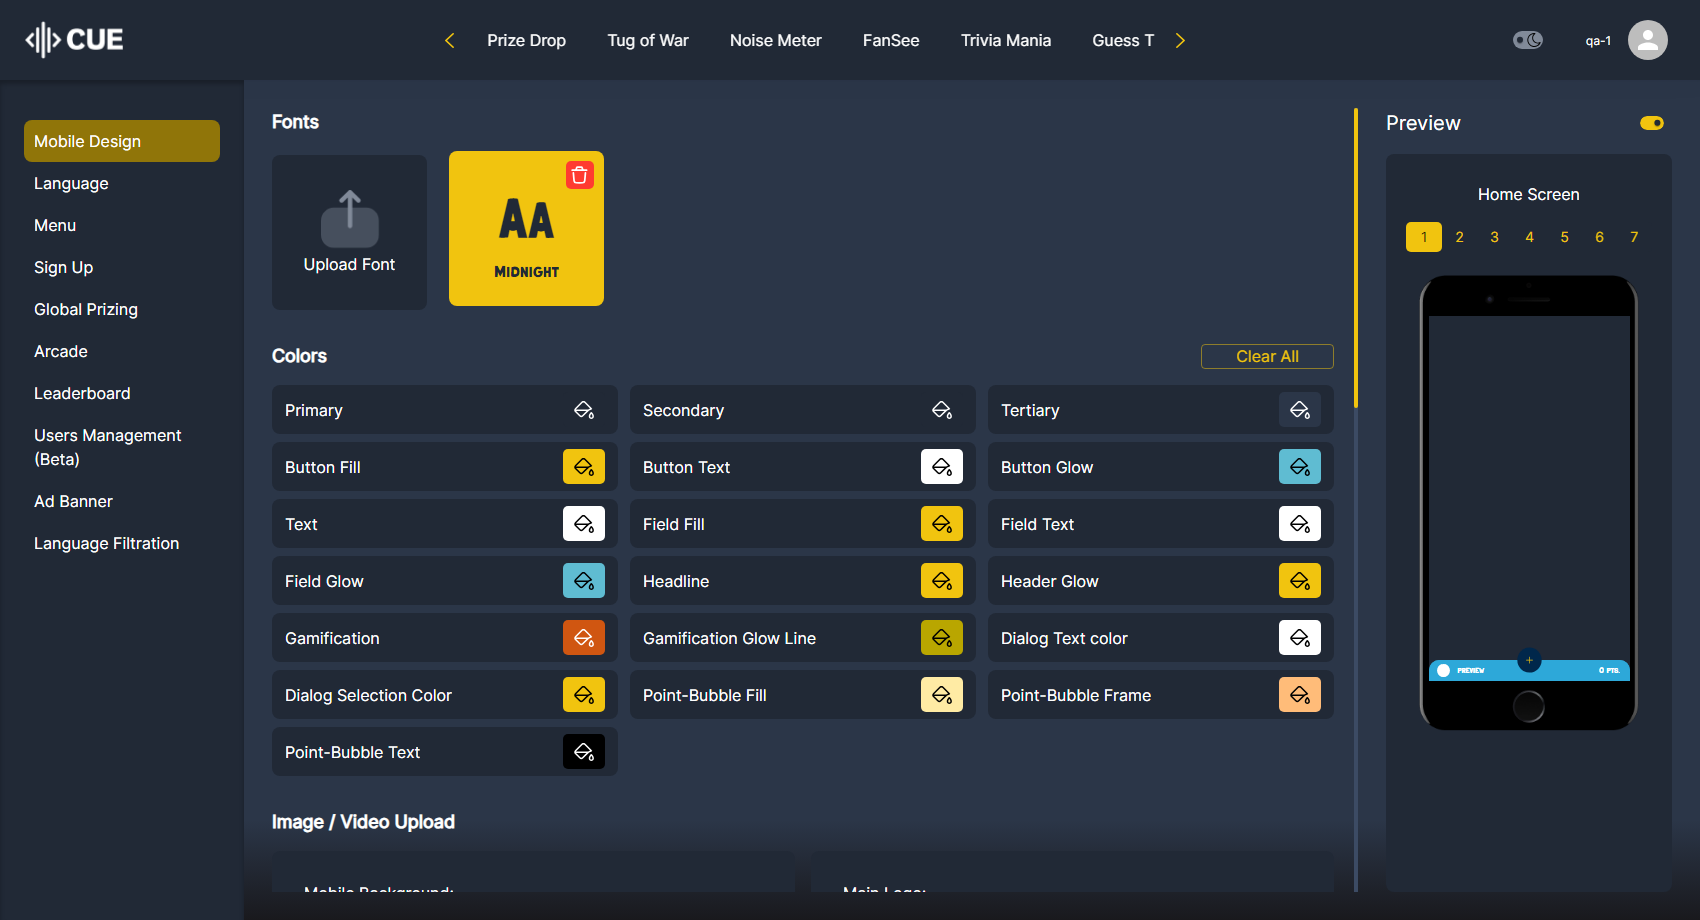 CUE
Prize Drop
Tug of War
Noise Meter
FanSee
Trivia Mania
Guess T
qa-1
Mobile Design
Language
Menu
Sign Up
Global Prizing
Arcade
Leaderboard
Users Management
(Beta)
Ad Banner
Language Filtration
Fonts
Upload Font
AA
MIDNIGHT
Colors
Clear All
Primary
Secondary
Tertiary
Button Fill
Button Text
Button Glow
Text
Field Fill
Field Text
Field Glow
Headline
Header Glow
Gamification
Gamification Glow Line
Dialog Text color
Dialog Selection Color
Point-Bubble Fill
Point-Bubble Frame
Point-Bubble Text
Image / Video Upload
Mobile Background:
Main Logo:
Preview
Home Screen
1 2 3 4 5 6 7
+
PREVIEW
0 PTS.